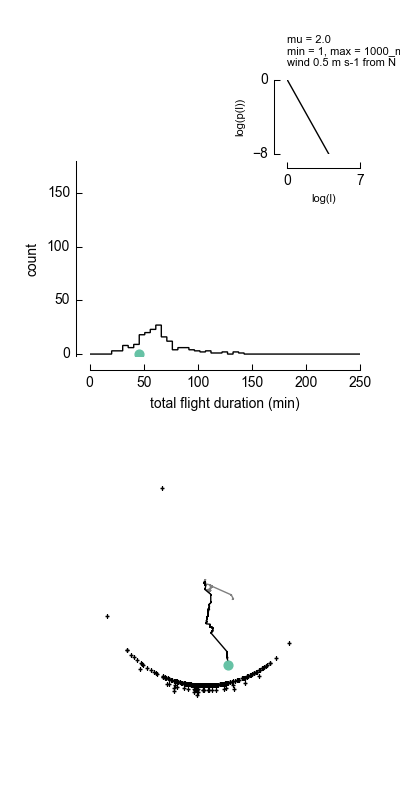 mu = 2.0
min = 1, max = 1000_m
wind 0.5 m s-1 from N
0
−8
log(p(l))
0 7
log(l)
150
100
50
0
count
0 50 100 150 200 250
total flight duration (min)